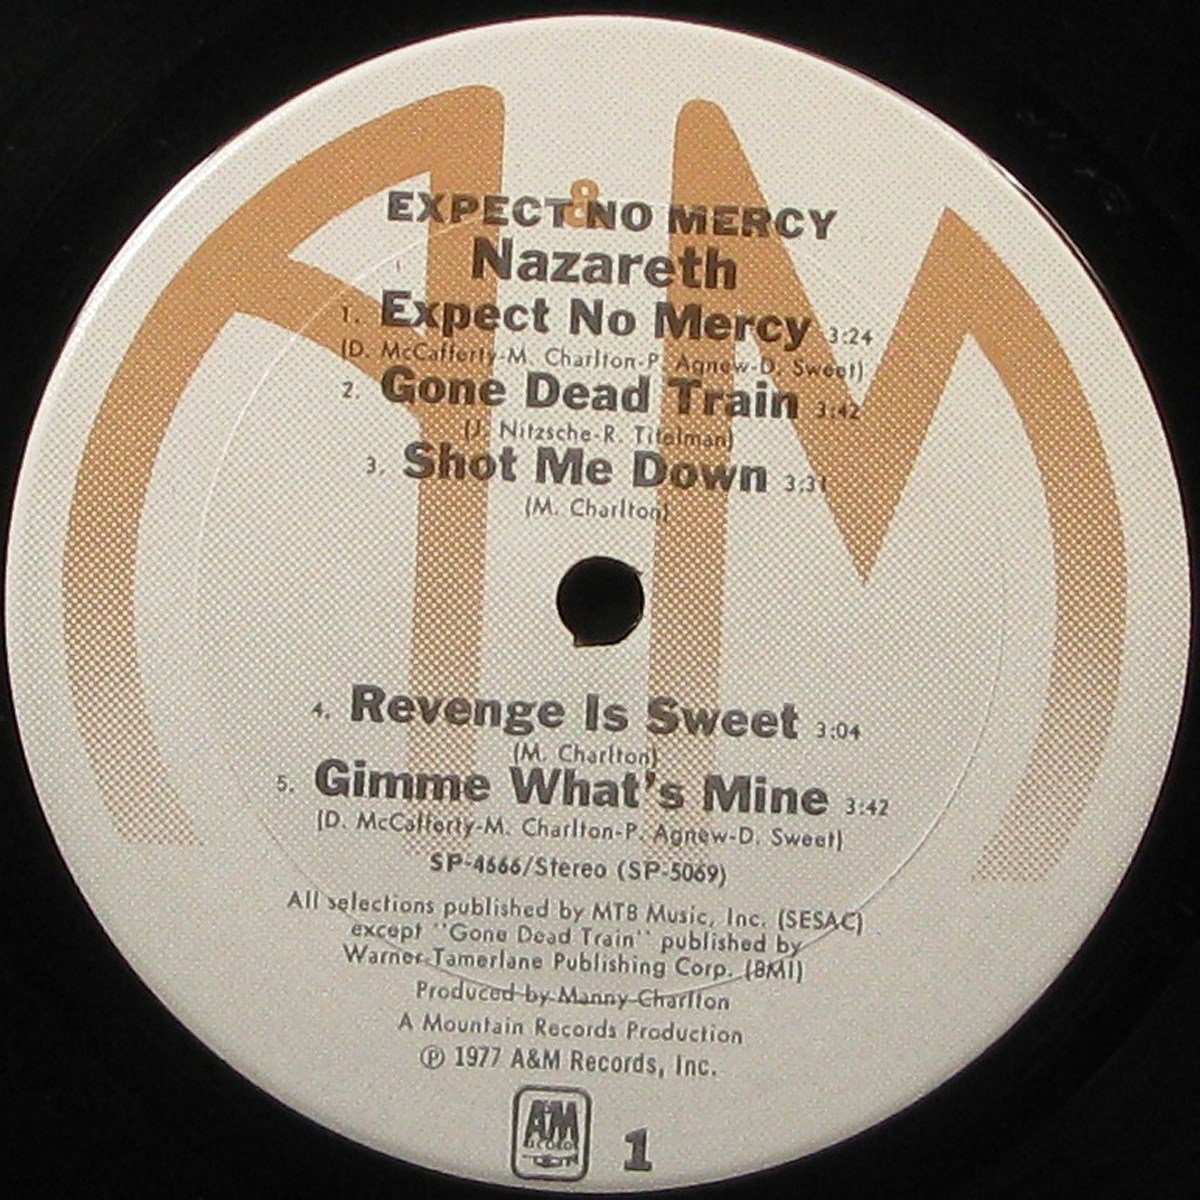 A&M
EXPECT NO MERCY
Nazareth
1. Expect No Mercy 3:24
(D. McCafferty-M. Charlton-P. Agnew-D. Sweet)
2. Gone Dead Train 3:42
(J. Nitzsche-R. Titelman)
3. Shot Me Down 3:31
(M. Charlton)
4. Revenge Is Sweet 3:04
(M. Charlton)
5. Gimme What's Mine 3:42
(D. McCafferty-M. Charlton-P. Agnew-D. Sweet)
SP-4666/Stereo (SP-5069)
All selections published by MTB Music, Inc. (SESAC)
except "Gone Dead Train" published by
Warner-Tamerlane Publishing Corp. (BMI)
Produced by Manny Charlton
A Mountain Records Production
℗ 1977 A&M Records, Inc.
A&M
RECORDS
1